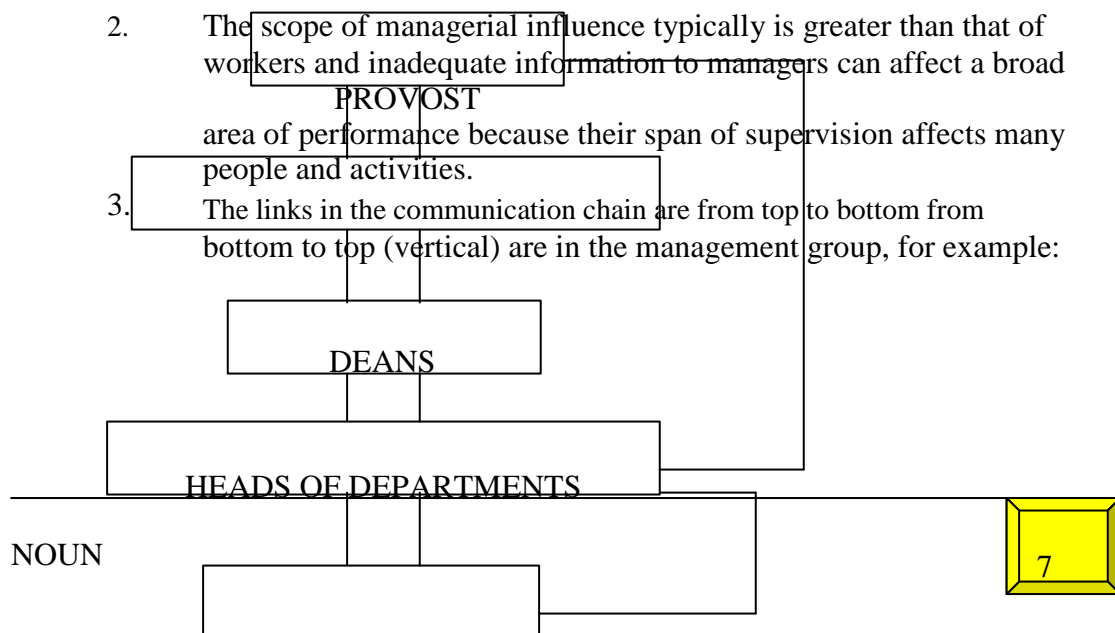 2. The scope of managerial influence typically is greater than that of
workers and inadequate information to managers can affect a broad
PROVOST
area of performance because their span of supervision affects many
people and activities.
3. The links in the communication chain are from top to bottom from
bottom to top (vertical) are in the management group, for example:
DEANS
HEADS OF DEPARTMENTS
NOUN
7